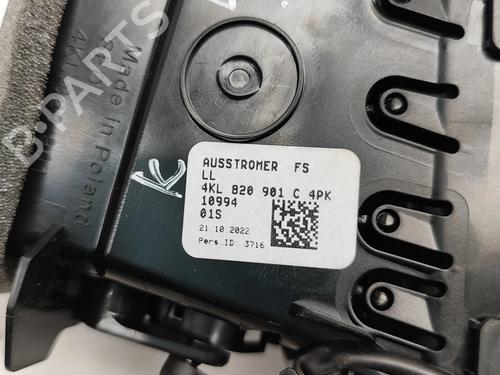 B-PARTS
Made in Poland
K
AUSSTROMER FS
LL
4KL 820 901 C 4PK
10994
01S
21 10 2022
Pers. ID: 3716